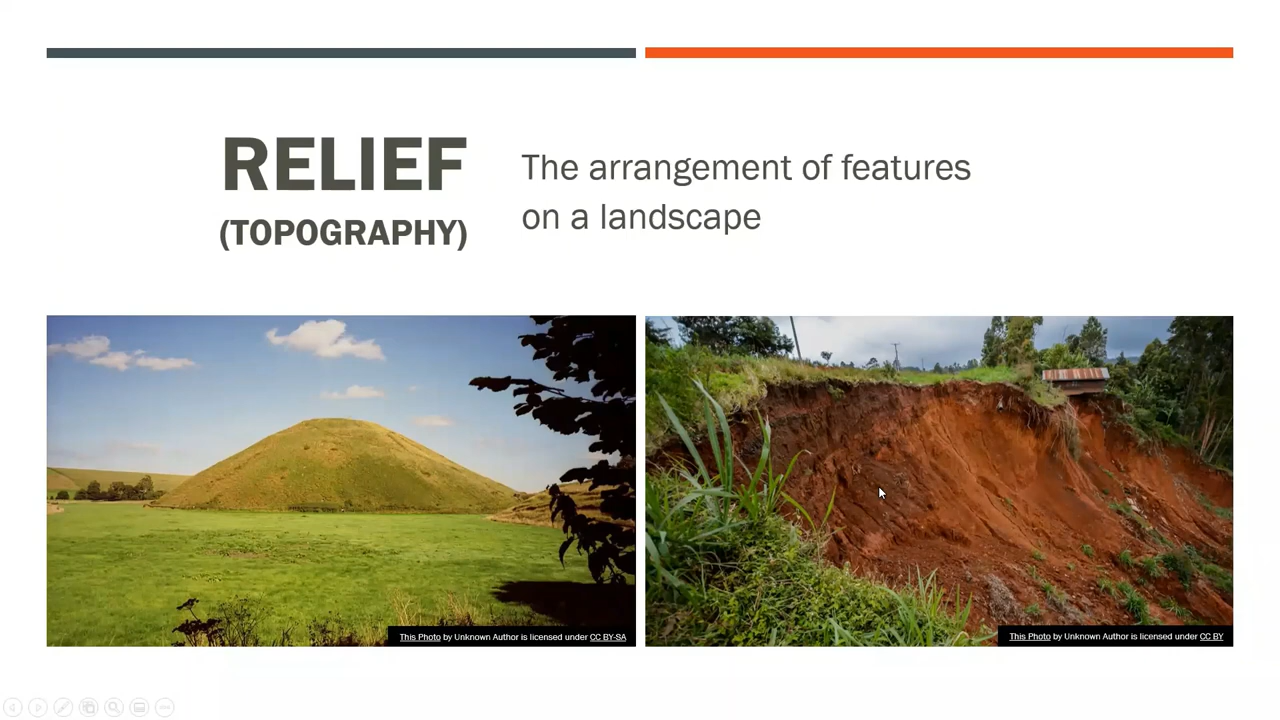 RELIEF
(TOPOGRAPHY)
The arrangement of features
on a landscape
This Photo by Unknown Author is licensed under CC BY-SA
This Photo by Unknown Author is licensed under CC BY